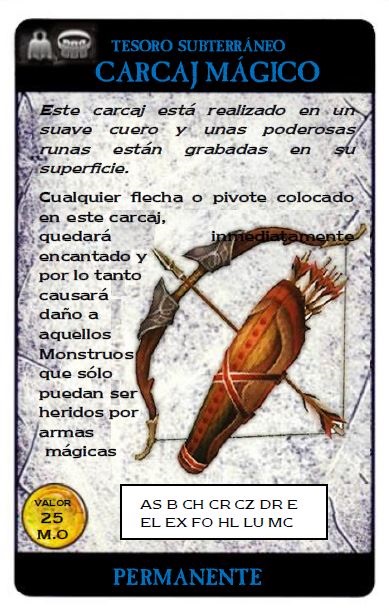 TESORO SUBTERRÁNEO
CARCAJ MÁGICO
Este carcaj está realizado en un
suave cuero y unas poderosas
runas están grabadas en su
superficie.
Cualquier flecha o pivote colocado
en este carcaj,
quedará inmediatamente
encantado y
por lo tanto
causará
daño a
aquellos
Monstruos
que sólo
puedan ser
heridos por
armas
mágicas
VALOR
25
M.O
AS B CH CR CZ DR E
EL EX FO HL LU MC
PERMANENTE